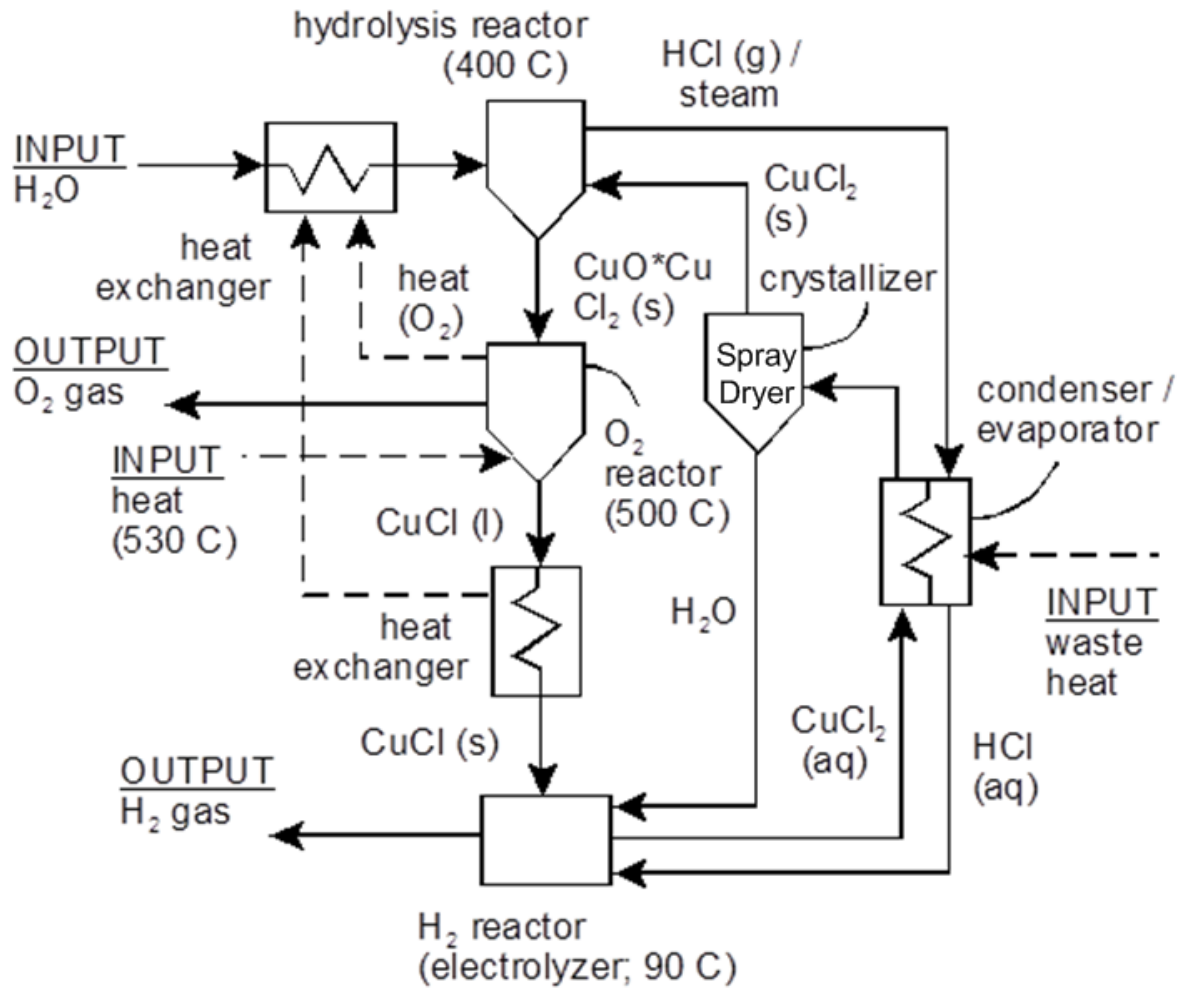 hydrolysis reactor
(400 C)
HCl (g) /
steam
INPUT
H₂O
CuCl₂
(s)
heat
exchanger
heat
(O₂)
CuO*Cu
Cl₂ (s)
crystallizer
OUTPUT
O₂ gas
Spray
Dryer
condenser /
evaporator
INPUT
heat
(530 C)
O₂
reactor
(500 C)
CuCl (l)
H₂O
INPUT
waste
heat
heat
exchanger
CuCl (s)
CuCl₂
(aq)
HCl
(aq)
OUTPUT
H₂ gas
H₂ reactor
(electrolyzer; 90 C)